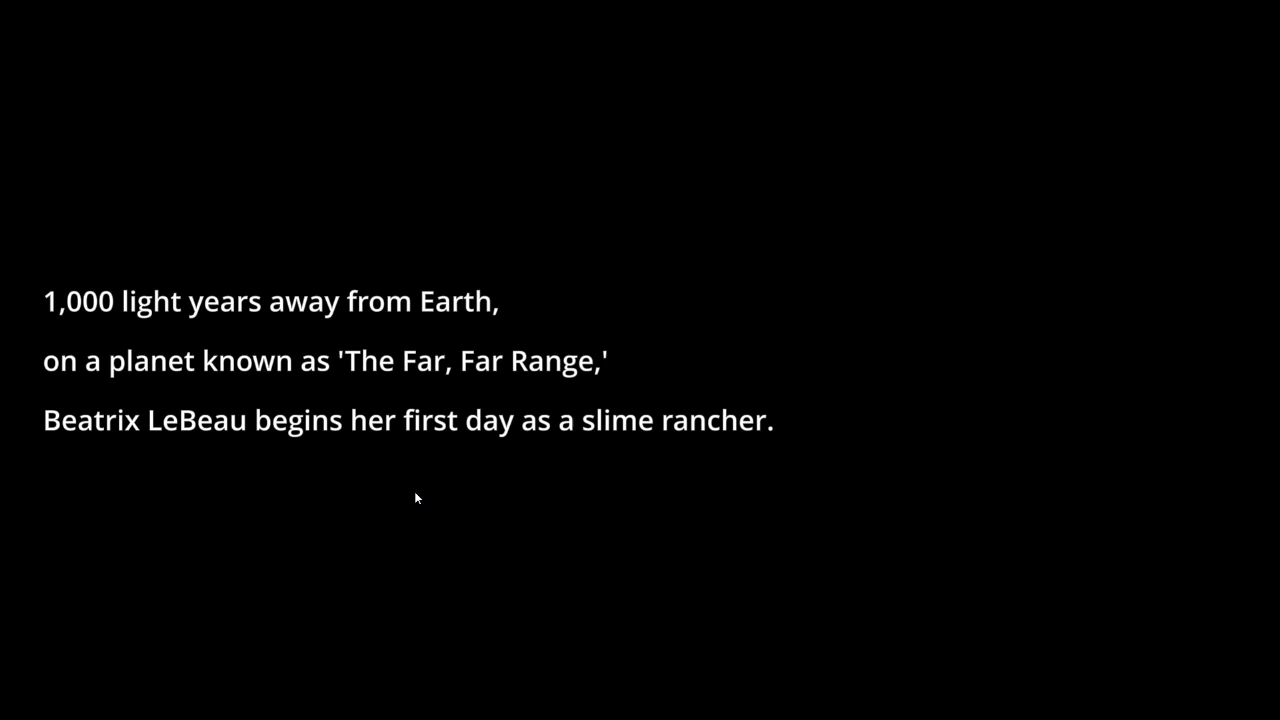 1,000 light years away from Earth,
on a planet known as 'The Far, Far Range,'
Beatrix LeBeau begins her first day as a slime rancher.